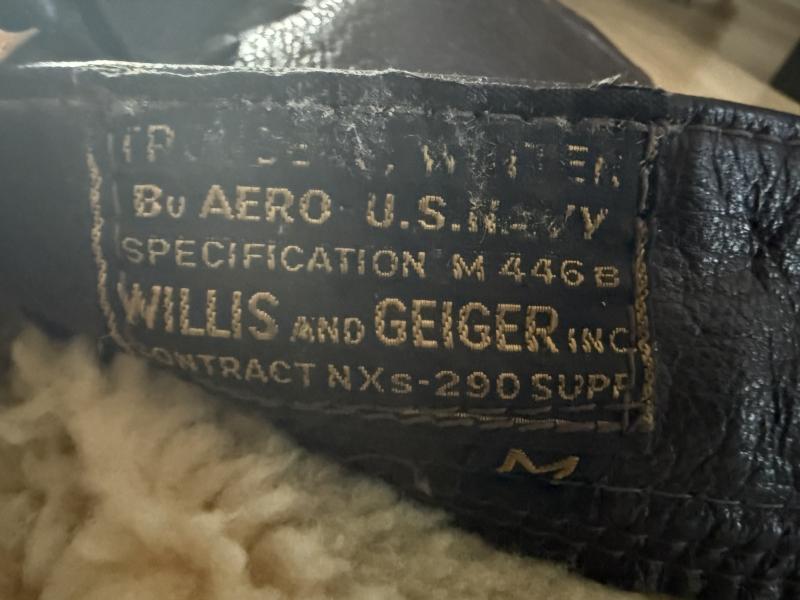 Bu AERO U.S.NAVY
SPECIFICATION M 446B
WILLIS AND GEIGER INC
CONTRACT NXs-290 SUPP
M